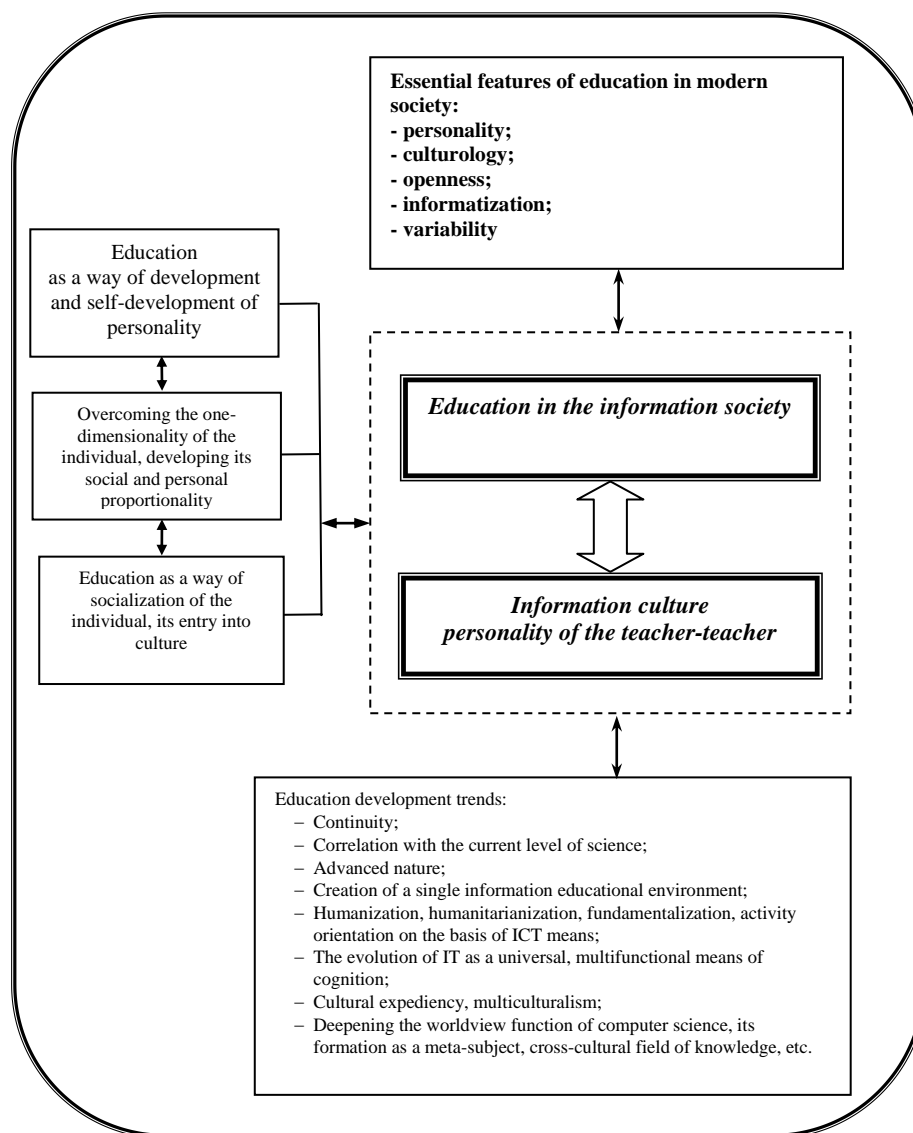 Essential features of education in modern
society:
- personality;
- culturology;
- openness;
- informatization;
- variability
Education
as a way of development
and self-development of
personality
Overcoming the one-
dimensionality of the
individual, developing its
social and personal
proportionality
Education as a way of
socialization of the
individual, its entry into
culture
Education in the information society
Information culture
personality of the teacher-teacher
Education development trends:
– Continuity;
– Correlation with the current level of science;
– Advanced nature;
– Creation of a single information educational environment;
– Humanization, humanitarianization, fundamentalization, activity
orientation on the basis of ICT means;
– The evolution of IT as a universal, multifunctional means of
cognition;
– Cultural expediency, multiculturalism;
– Deepening the worldview function of computer science, its
formation as a meta-subject, cross-cultural field of knowledge, etc.